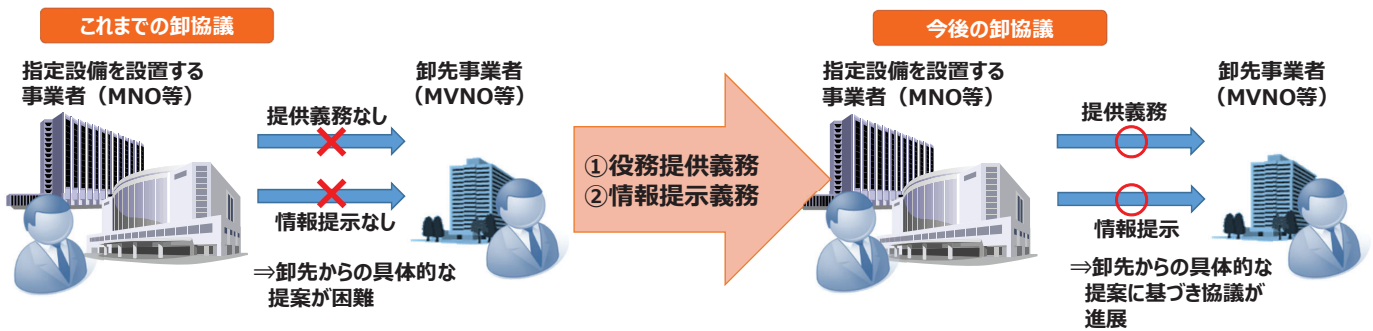 これまでの卸協議
指定設備を設置する
事業者（MNO等）
卸先事業者
（MVNO等）
提供義務なし
情報提示なし
⇒卸先からの具体的な
提案が困難
①役務提供義務
②情報提示義務
今後の卸協議
指定設備を設置する
事業者（MNO等）
卸先事業者
（MVNO等）
提供義務
情報提示
⇒卸先からの具体的な
提案に基づき協議が
進展